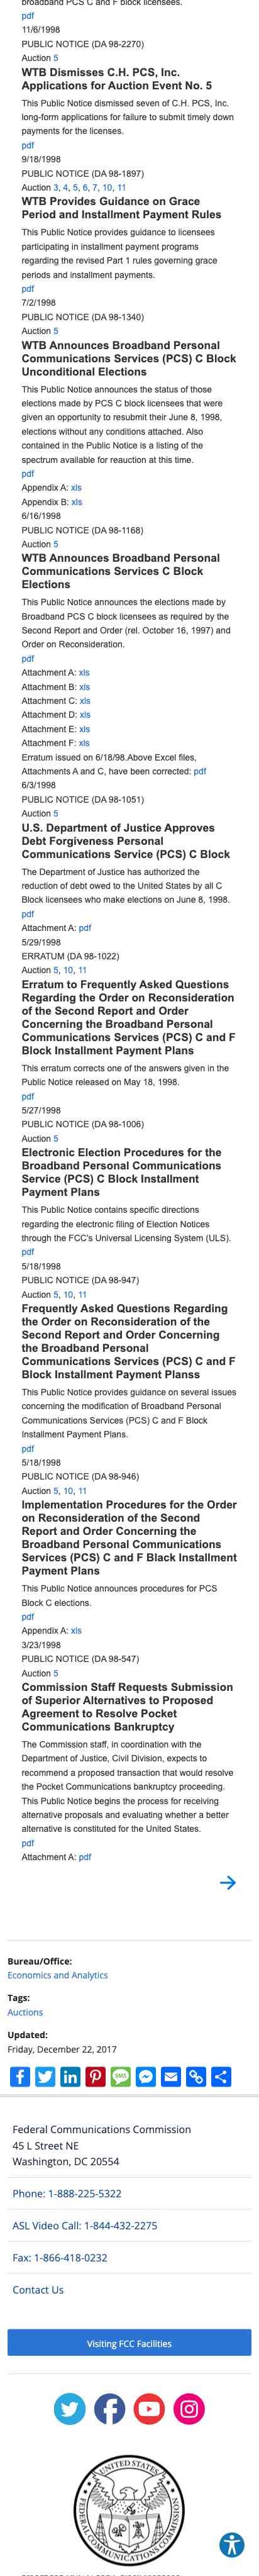 broadband PCS C and F block licensees.
pdf
11/6/1998
PUBLIC NOTICE (DA 98-2270)
Auction 5
WTB Dismisses C.H. PCS, Inc.
Applications for Auction Event No. 5
This Public Notice dismissed seven of C.H. PCS, Inc.
long-form applications for failure to submit timely down
payments for the licenses.
pdf
9/18/1998
PUBLIC NOTICE (DA 98-1897)
Auction 3, 4, 5, 6, 7, 10, 11
WTB Provides Guidance on Grace
Period and Installment Payment Rules
This Public Notice provides guidance to licensees
participating in installment payment programs
regarding the revised Part 1 rules governing grace
periods and installment payments.
pdf
7/2/1998
PUBLIC NOTICE (DA 98-1340)
Auction 5
WTB Announces Broadband Personal
Communications Services (PCS) C Block
Unconditional Elections
This Public Notice announces the status of those
elections made by PCS C block licensees that were
given an opportunity to resubmit their June 8, 1998,
elections without any conditions attached. Also
contained in the Public Notice is a listing of the
spectrum available for reauction at this time.
pdf
Appendix A: xls
Appendix B: xls
6/16/1998
PUBLIC NOTICE (DA 98-1168)
Auction 5
WTB Announces Broadband Personal
Communications Services C Block
Elections
This Public Notice announces the elections made by
Broadband PCS C block licensees as required by the
Second Report and Order (rel. October 16, 1997) and
Order on Reconsideration.
pdf
Attachment A: xls
Attachment B: xls
Attachment C: xls
Attachment D: xls
Attachment E: xls
Attachment F: xls
Erratum issued on 6/18/98.Above Excel files,
Attachments A and C, have been corrected: pdf
6/3/1998
PUBLIC NOTICE (DA 98-1051)
Auction 5
U.S. Department of Justice Approves
Debt Forgiveness Personal
Communications Service (PCS) C Block
The Department of Justice has authorized the
reduction of debt owed to the United States by all C
Block licensees who make elections on June 8, 1998.
pdf
Attachment A: pdf
5/29/1998
ERRATUM (DA 98-1022)
Auction 5, 10, 11
Erratum to Frequently Asked Questions
Regarding the Order on Reconsideration
of the Second Report and Order
Concerning the Broadband Personal
Communications Services (PCS) C and F
Block Installment Payment Plans
This erratum corrects one of the answers given in the
Public Notice released on May 18, 1998.
pdf
5/27/1998
PUBLIC NOTICE (DA 98-1006)
Auction 5
Electronic Election Procedures for the
Broadband Personal Communications
Service (PCS) C Block Installment
Payment Plans
This Public Notice contains specific directions
regarding the electronic filing of Election Notices
through the FCC's Universal Licensing System (ULS).
pdf
5/18/1998
PUBLIC NOTICE (DA 98-947)
Auction 5, 10, 11
Frequently Asked Questions Regarding
the Order on Reconsideration of the
Second Report and Order Concerning
the Broadband Personal
Communications Services (PCS) C and F
Block Installment Payment Planss
This Public Notice provides guidance on several issues
concerning the modification of Broadband Personal
Communications Services (PCS) C and F Block
Installment Payment Plans.
pdf
5/18/1998
PUBLIC NOTICE (DA 98-946)
Auction 5, 10, 11
Implementation Procedures for the Order
on Reconsideration of the Second
Report and Order Concerning the
Broadband Personal Communications
Services (PCS) C and F Black Installment
Payment Plans
This Public Notice announces procedures for PCS
Block C elections.
pdf
Appendix A: xls
3/23/1998
PUBLIC NOTICE (DA 98-547)
Auction 5
Commission Staff Requests Submission
of Superior Alternatives to Proposed
Agreement to Resolve Pocket
Communications Bankruptcy
The Commission staff, in coordination with the
Department of Justice, Civil Division, expects to
recommend a proposed transaction that would resolve
the Pocket Communications bankruptcy proceeding.
This Public Notice begins the process for receiving
alternative proposals and evaluating whether a better
alternative is constituted for the United States.
pdf
Attachment A: pdf
Bureau/Office:
Economics and Analytics
Tags:
Auctions
Updated:
Friday, December 22, 2017
SMS
Federal Communications Commission
45 L Street NE
Washington, DC 20554
Phone: 1-888-225-5322
ASL Video Call: 1-844-432-2275
Fax: 1-866-418-0232
Contact Us
Visiting FCC Facilities
UNITED STATES
FEDERAL COMMUNICATIONS COMMISSION